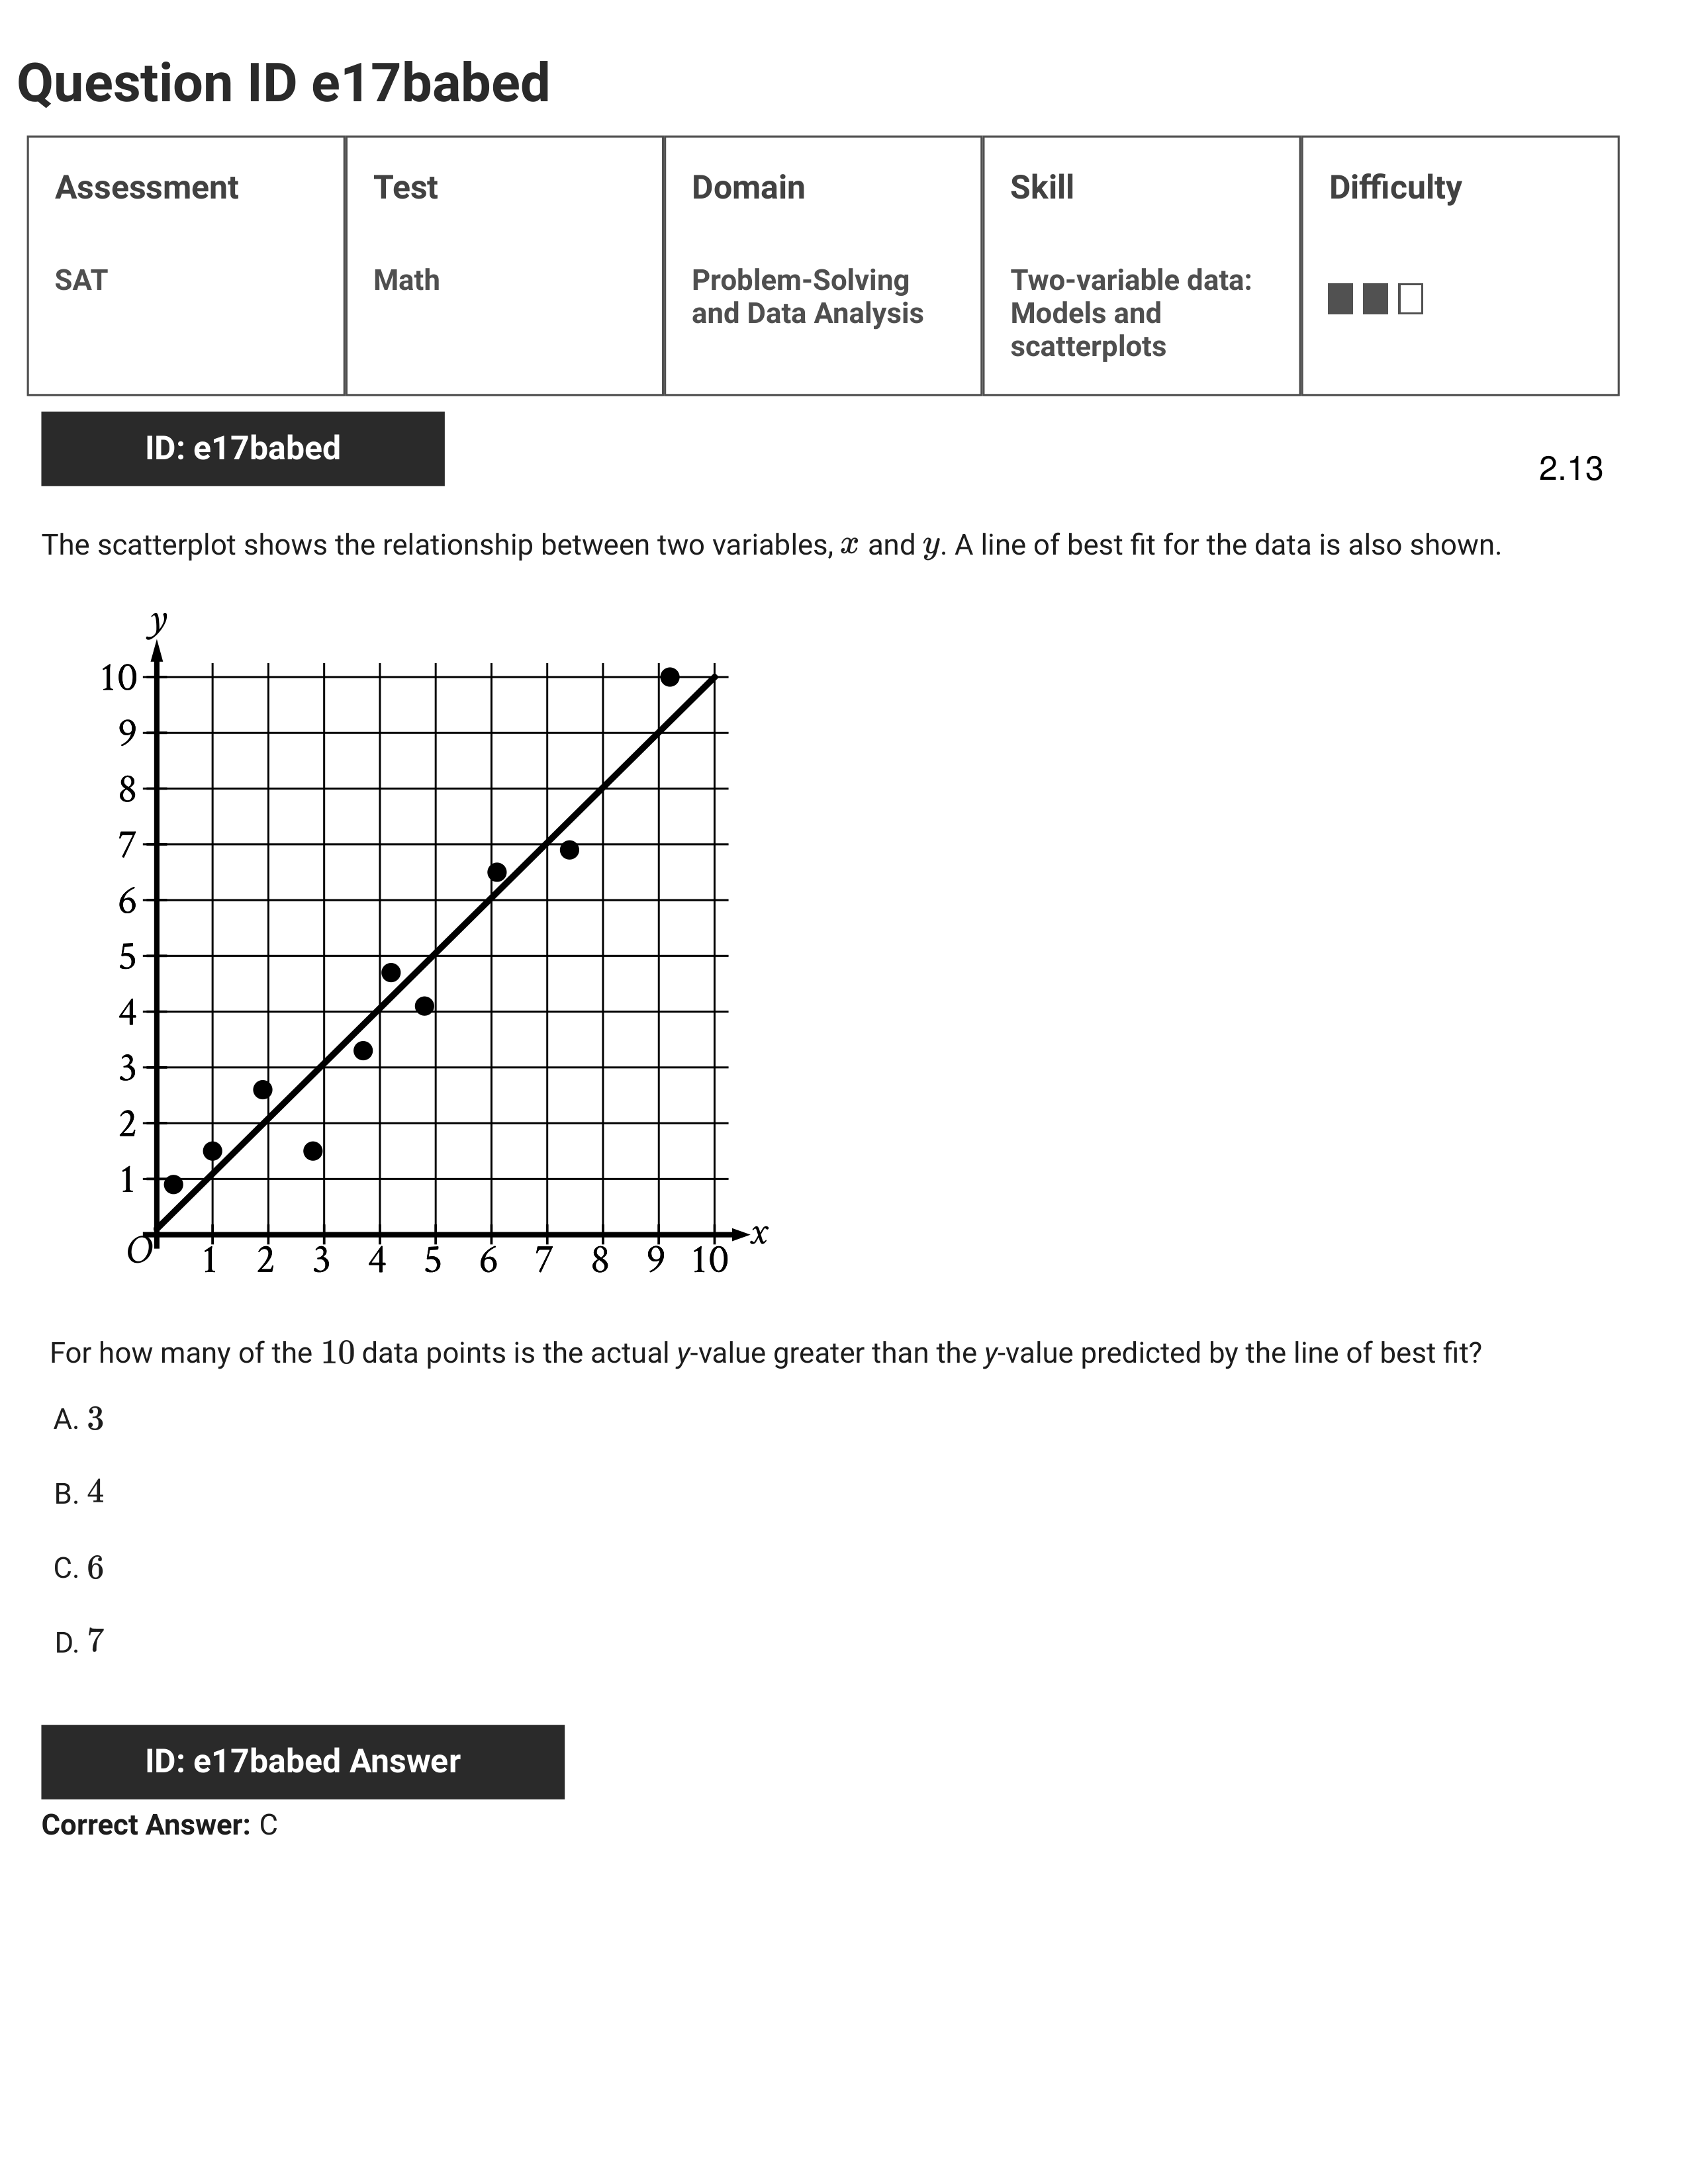 Question ID e17babed
Assessment
Test
Domain
Skill
Difficulty
SAT
Math
Problem-Solving
and Data Analysis
Two-variable data:
Models and
scatterplots
ID: e17babed
2.13
The scatterplot shows the relationship between two variables, x and y. A line of best fit for the data is also shown.
y
10
9
8
7
6
5
4
3
2
1
O
1 2 3 4 5 6 7 8 9 10
x
For how many of the 10 data points is the actual y-value greater than the y-value predicted by the line of best fit?
A. 3
B. 4
C. 6
D. 7
ID: e17babed Answer
Correct Answer: C